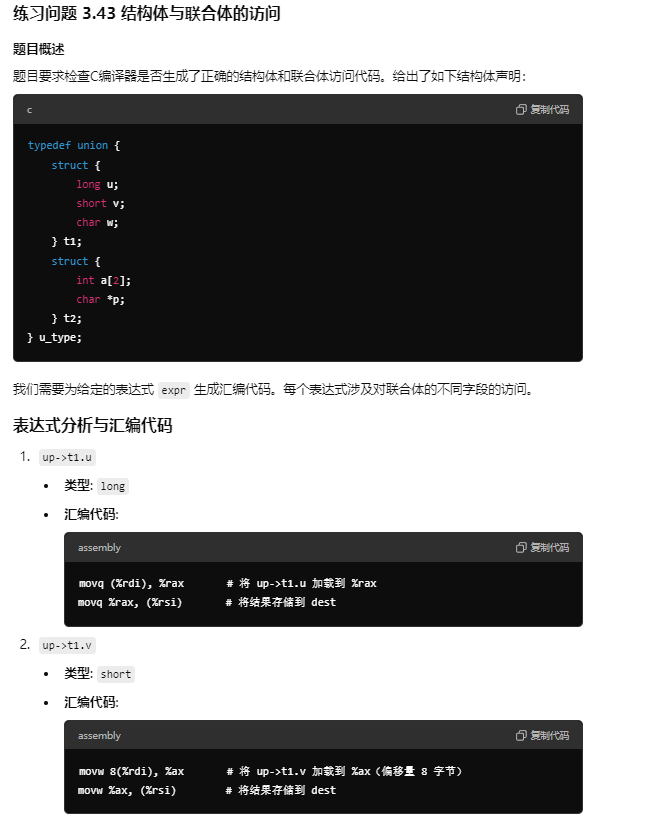 练习问题 3.43 结构体与联合体的访问
题目概述
题目要求检查C编译器是否生成了正确的结构体和联合体访问代码。给出了如下结构体声明：
c
复制代码
typedef union {
    struct {
        long u;
        short v;
        char w;
    } t1;
    struct {
        int a[2];
        char *p;
    } t2;
} u_type;
我们需要为给定的表达式 expr 生成汇编代码。每个表达式涉及对联合体的不同字段的访问。
表达式分析与汇编代码
1. up->t1.u
• 类型: long
• 汇编代码:
assembly
复制代码
movq (%rdi), %rax       # 将 up->t1.u 加载到 %rax
movq %rax, (%rsi)       # 将结果存储到 dest
2. up->t1.v
• 类型: short
• 汇编代码:
assembly
复制代码
movw 8(%rdi), %ax       # 将 up->t1.v 加载到 %ax（偏移量 8 字节）
movw %ax, (%rsi)        # 将结果存储到 dest